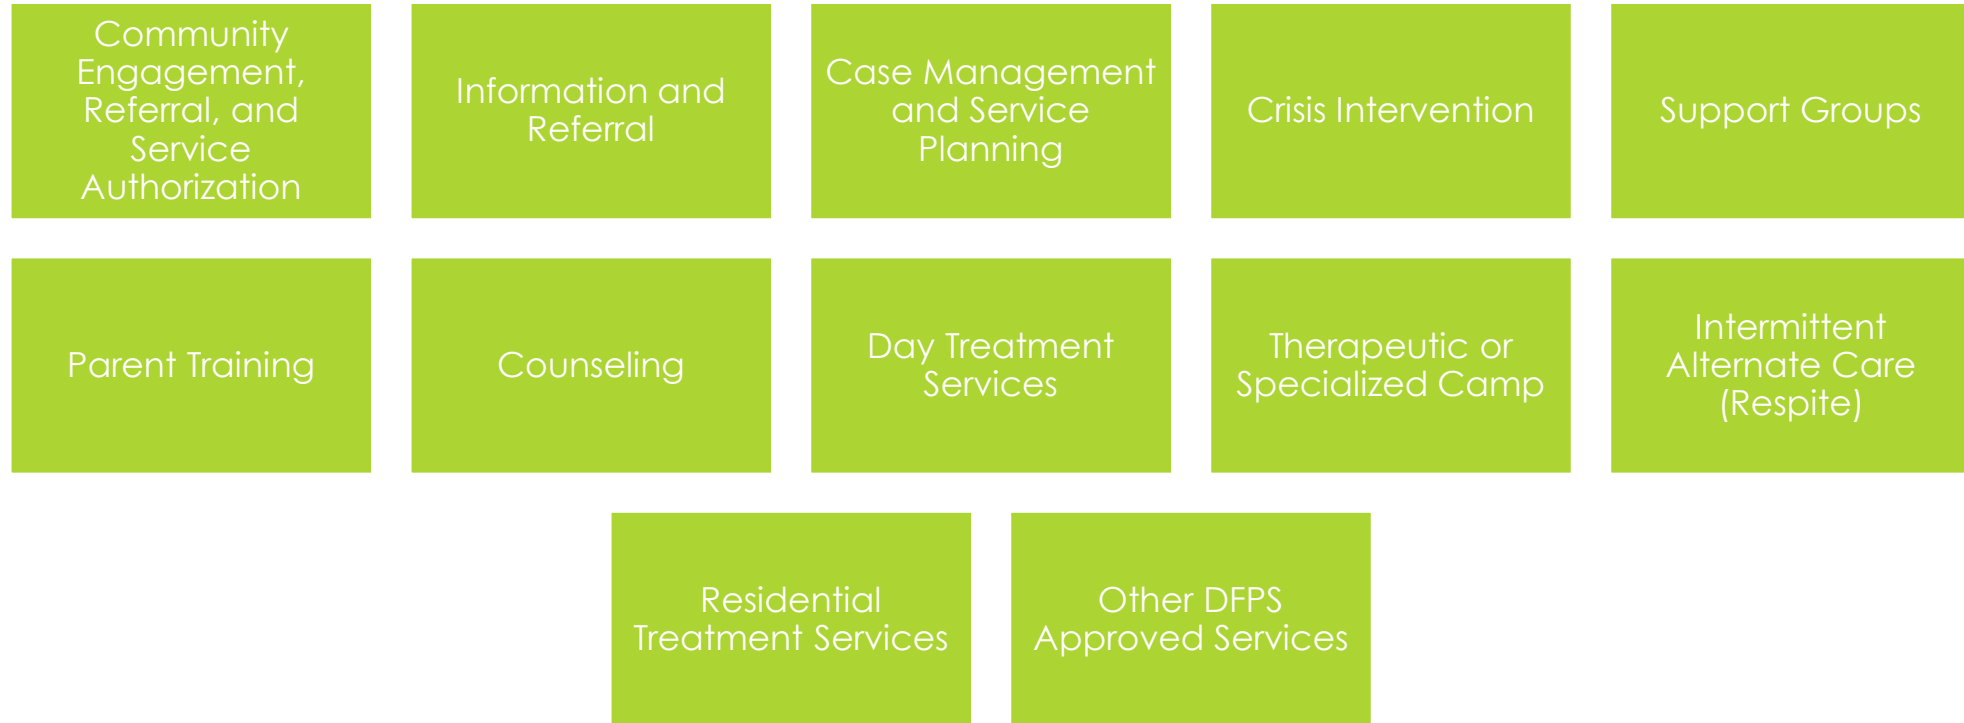 Community
Engagement,
Referral, and
Service
Authorization
Information and
Referral
Case Management
and Service
Planning
Crisis Intervention
Support Groups
Parent Training
Counseling
Day Treatment
Services
Therapeutic or
Specialized Camp
Intermittent
Alternate Care
(Respite)
Residential
Treatment Services
Other DFPS
Approved Services